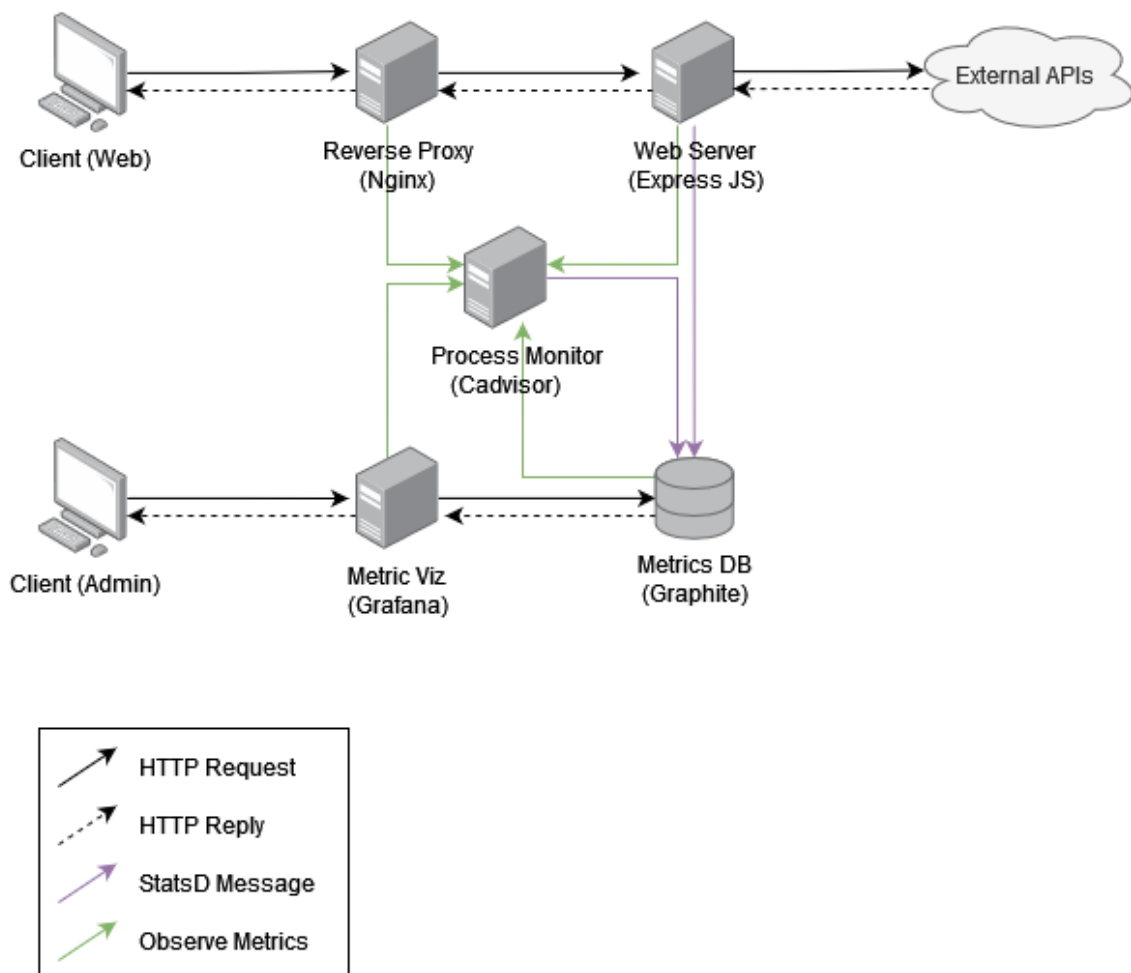 External APIs
Client (Web)
Reverse Proxy
(Nginx)
Web Server
(Express JS)
Process Monitor
(Cadvisor)
Client (Admin)
Metric Viz
(Grafana)
Metrics DB
(Graphite)
HTTP Request
HTTP Reply
StatsD Message
Observe Metrics